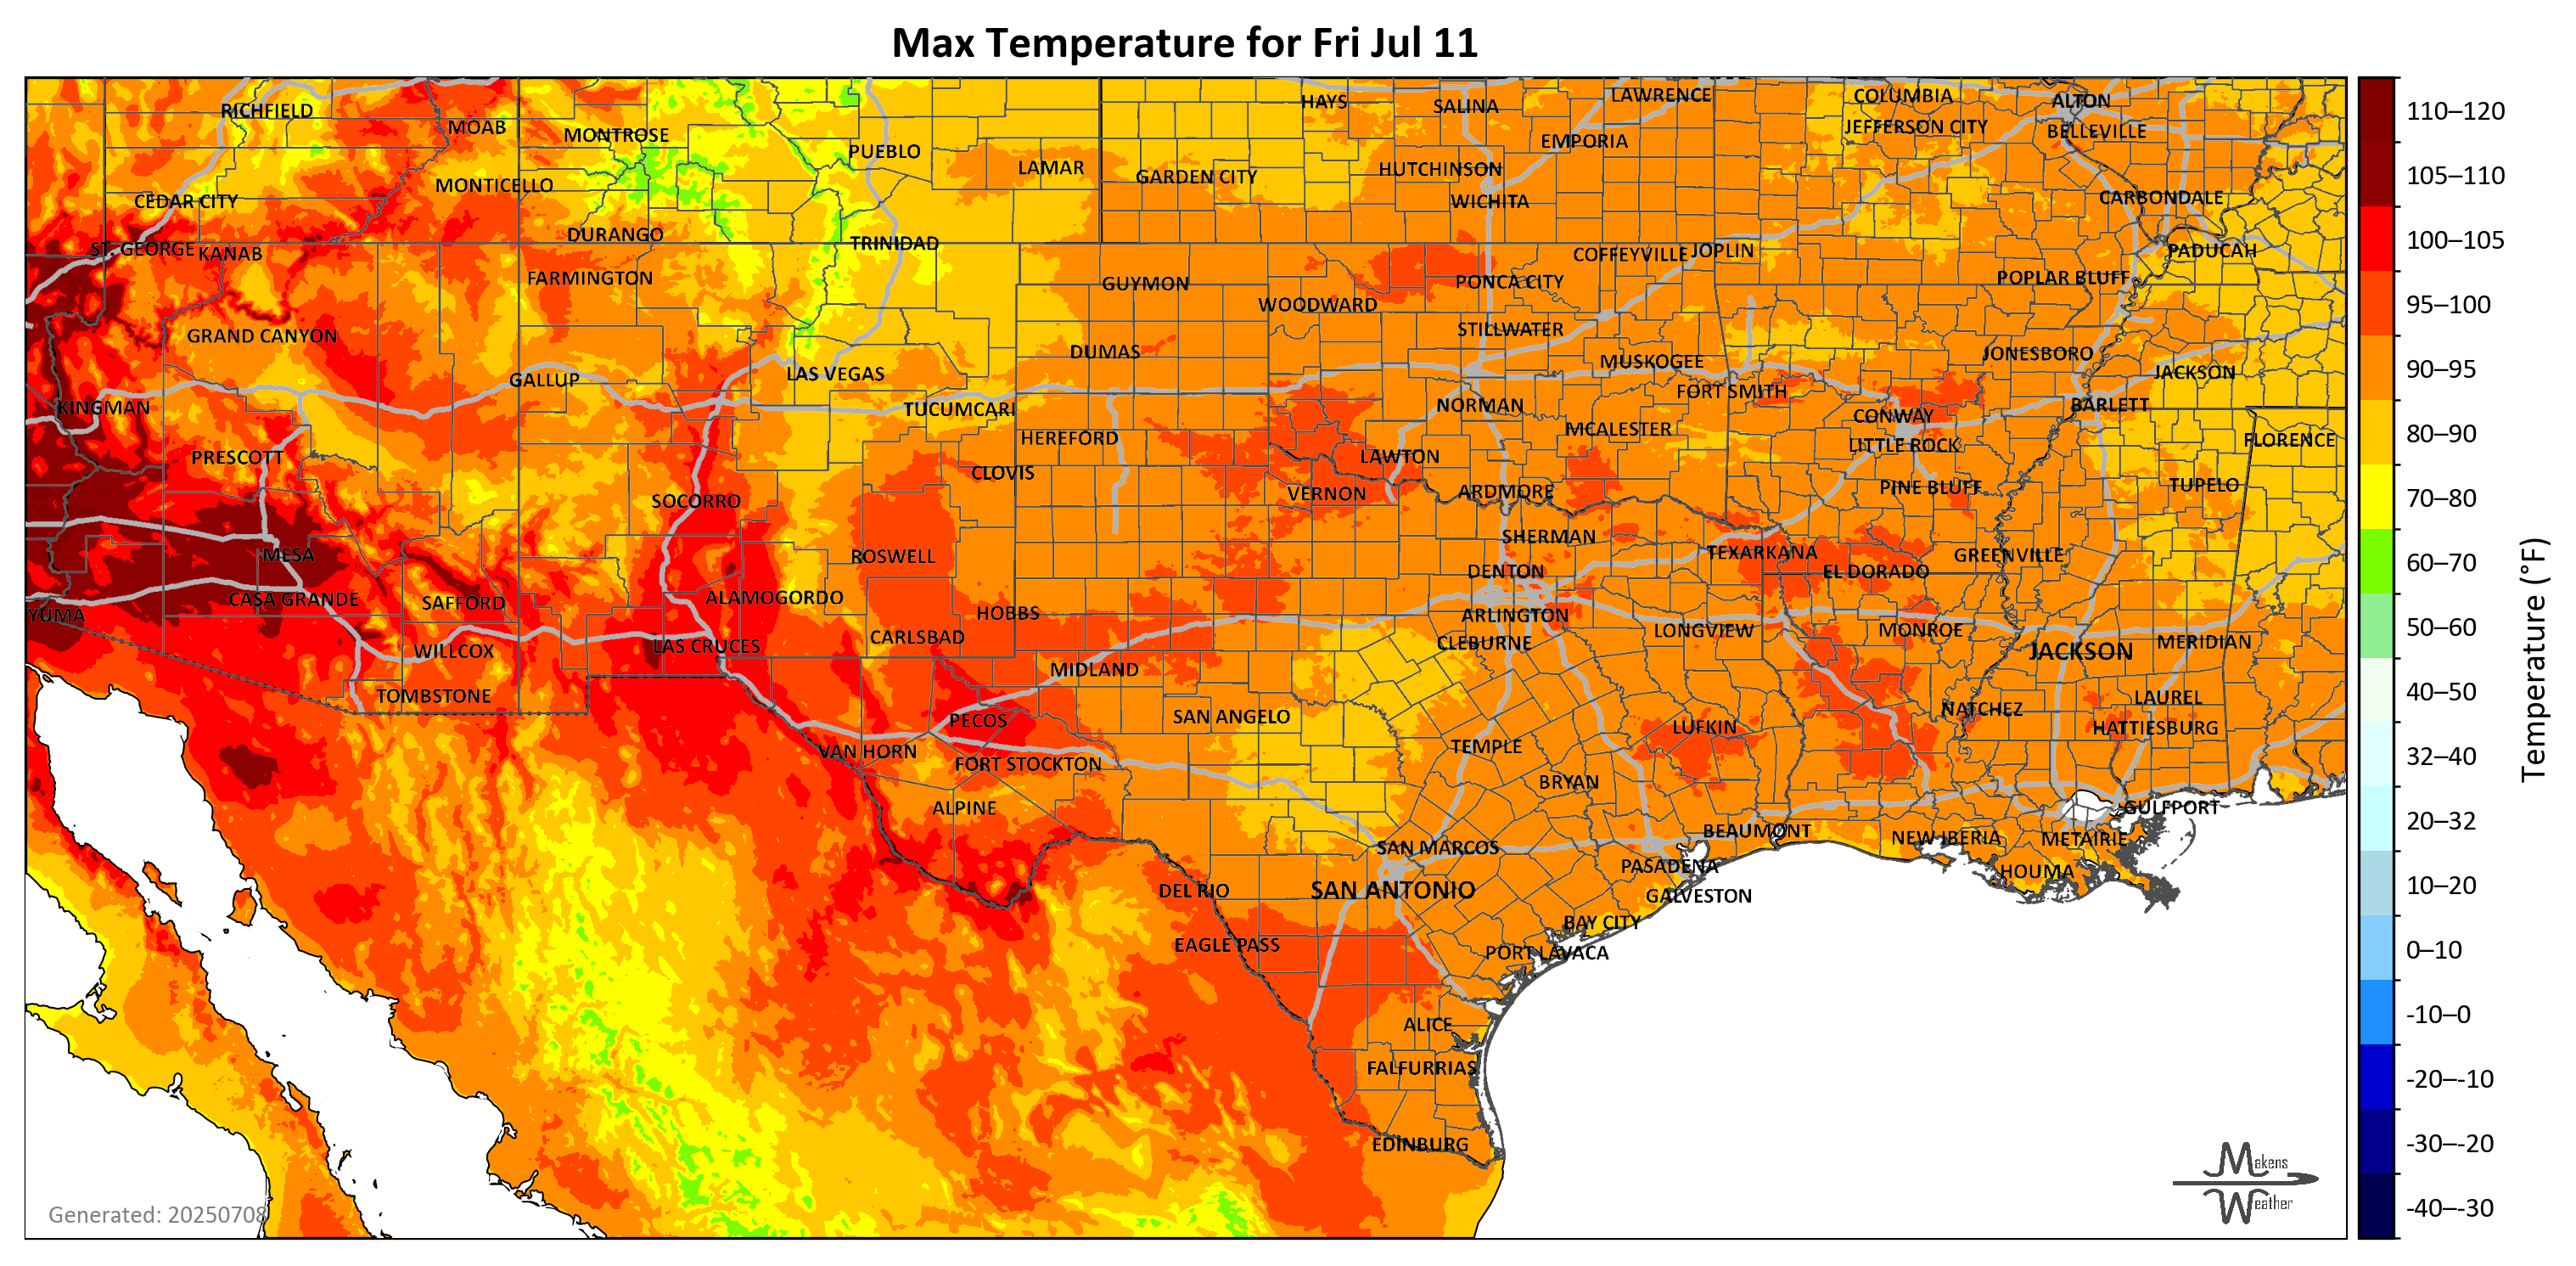 Max Temperature for Fri Jul 11
HAYS
SALINA
LAWRENCE
COLUMBIA
ALTON
RICHFIELD
MOAB
MONTROSE
JEFFERSON CITY
BELLEVILLE
EMPORIA
PUEBLO
LAMAR
GARDEN CITY
HUTCHINSON
MONTICELLO
CEDAR CITY
WICHITA
CARBONDALE
DURANGO
TRINIDAD
ST. GEORGE
KANAB
COFFEYVILLE
JOPLIN
PADUCAH
FARMINGTON
GUYMON
PONCA CITY
POPLAR BLUFF
WOODWARD
GRAND CANYON
STILLWATER
DUMAS
MUSKOGEE
JONESBORO
GALLUP
LAS VEGAS
JACKSON
FORT SMITH
KINGMAN
TUCUMCARI
NORMAN
CONWAY
BARLETT
HEREFORD
MCALESTER
LITTLE ROCK
FLORENCE
PRESCOTT
CLOVIS
LAWTON
SOCORRO
VERNON
ARDMORE
PINE BLUFF
TUPELO
SHERMAN
MESA
ROSWELL
TEXARKANA
GREENVILLE
DENTON
EL DORADO
CASA GRANDE
SAFFORD
ALAMOGORDO
HOBBS
YUMA
ARLINGTON
CARLSBAD
CLEBURNE
LONGVIEW
MONROE
WILLCOX
LAS CRUCES
JACKSON
MERIDIAN
MIDLAND
TOMBSTONE
PECOS
SAN ANGELO
LAUREL
NATCHEZ
LUFKIN
HATTIESBURG
VAN HORN
TEMPLE
FORT STOCKTON
BRYAN
ALPINE
GULFPORT
BEAUMONT
NEW IBERIA
METAIRIE
SAN MARCOS
PASADENA
HOUMA
DEL RIO
SAN ANTONIO
GALVESTON
BAY CITY
EAGLE PASS
PORT LAVACA
ALICE
FALFURRIAS
EDINBURG
Generated: 20250708
Makens
Weather
110–120
105–110
100–105
95–100
90–95
80–90
70–80
60–70
50–60
40–50
32–40
20–32
10–20
0–10
-10–0
-20–-10
-30–-20
-40–-30
Temperature (°F)